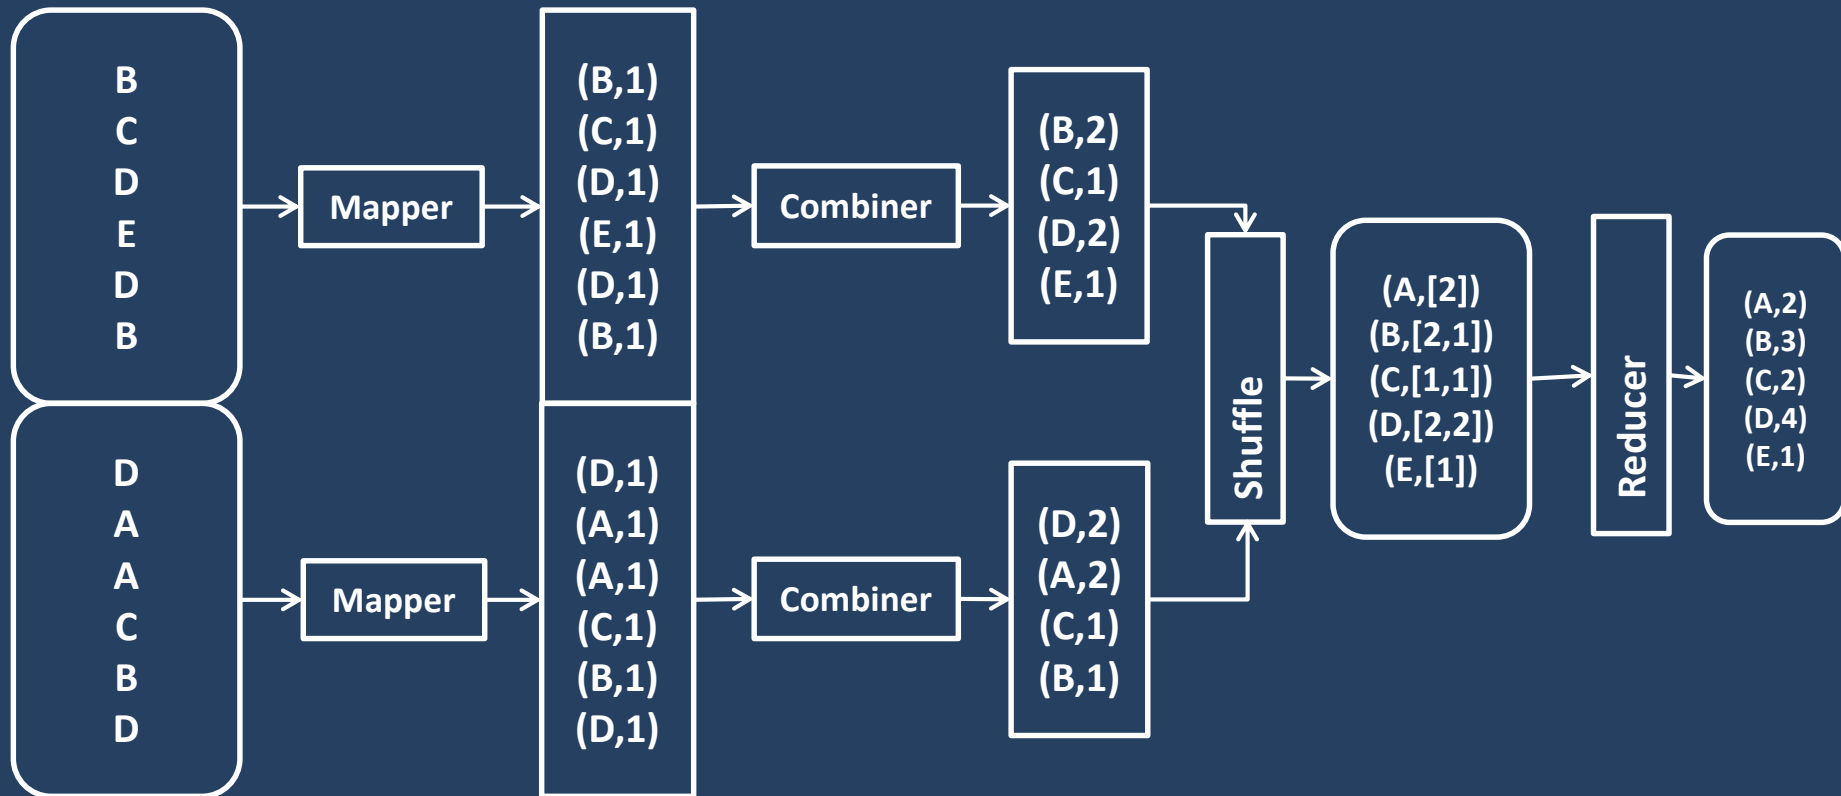 B
C
D
E
D
B
Mapper
(B,1)
(C,1)
(D,1)
(E,1)
(D,1)
(B,1)
Combiner
(B,2)
(C,1)
(D,2)
(E,1)
D
A
A
C
B
D
Mapper
(D,1)
(A,1)
(A,1)
(C,1)
(B,1)
(D,1)
Combiner
(D,2)
(A,2)
(C,1)
(B,1)
Shuffle
(A,[2])
(B,[2,1])
(C,[1,1])
(D,[2,2])
(E,[1])
Reducer
(A,2)
(B,3)
(C,2)
(D,4)
(E,1)